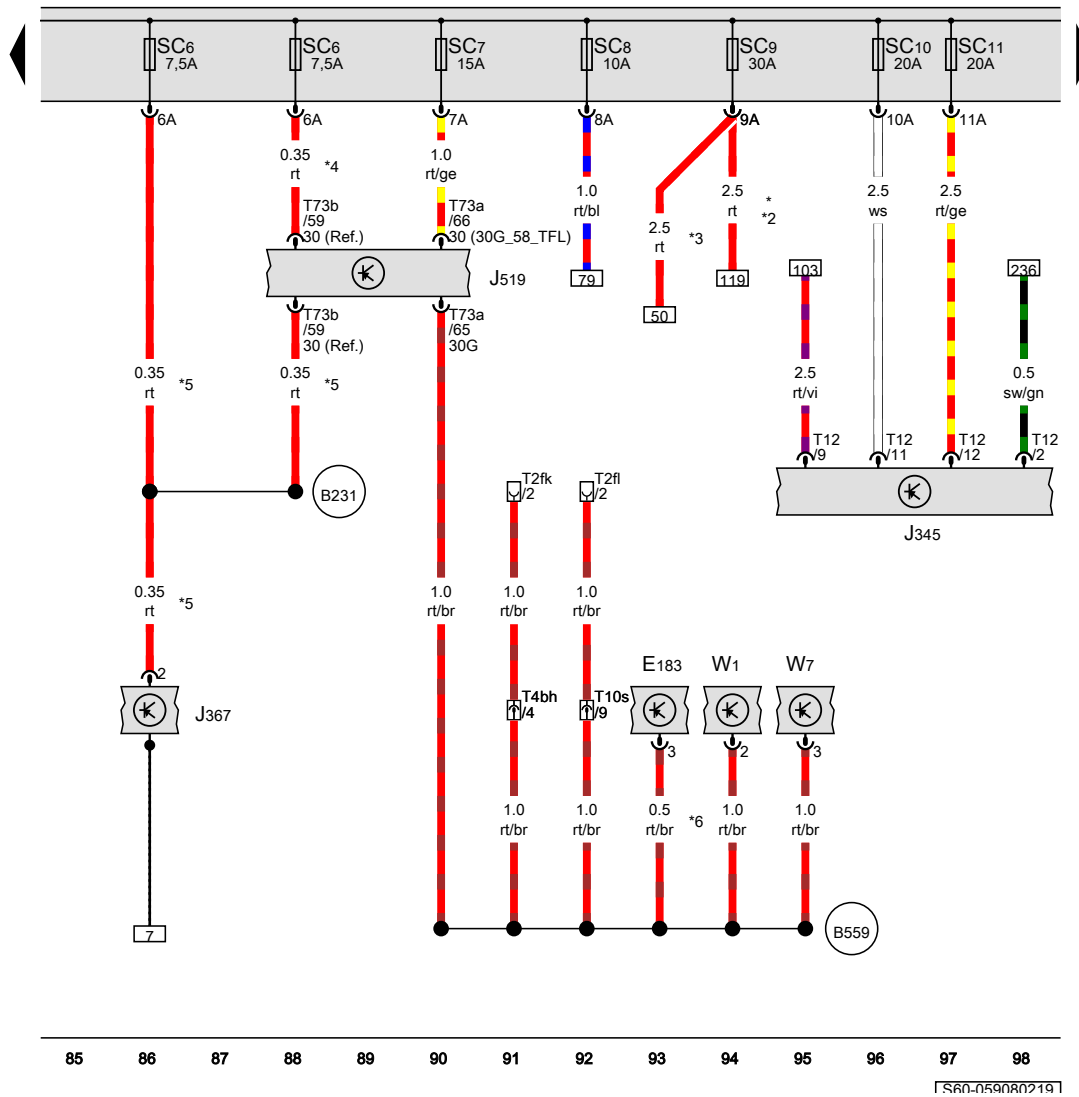 SC6 SC6 SC7 SC8 SC9 SC10 SC11
7,5A 7,5A 15A 10A 30A 20A 20A
6A 6A 7A 8A 9A 10A 11A
0.35 *4
rt
1.0
rt/ge
1.0
rt/bl
2.5
rt *3
2.5 *
rt *2
2.5
ws
2.5
rt/ge
T73b
/59
30 (Ref.)
T73a
/66
30 (30G_58_TFL)
J519
79
119
50
103
236
T73b
/59
30 (Ref.)
T73a
/65
30G
0.35 *5
rt
0.35 *5
rt
2.5
rt/vi
0.5
sw/gn
T12
/9
T12
/11
T12
/12
T12
/2
J345
B231
T2fk
/2
T2fl
/2
0.35 *5
rt
1.0
rt/br
1.0
rt/br
1.0
rt/br
2
J367
T4bh
/4
T10s
/9
E183 W1 W7
3 2 3
1.0
rt/br
1.0
rt/br
0.5 *6
rt/br
1.0
rt/br
1.0
rt/br
7
B559
85 86 87 88 89 90 91 92 93 94 95 96 97 98
S60-059080219